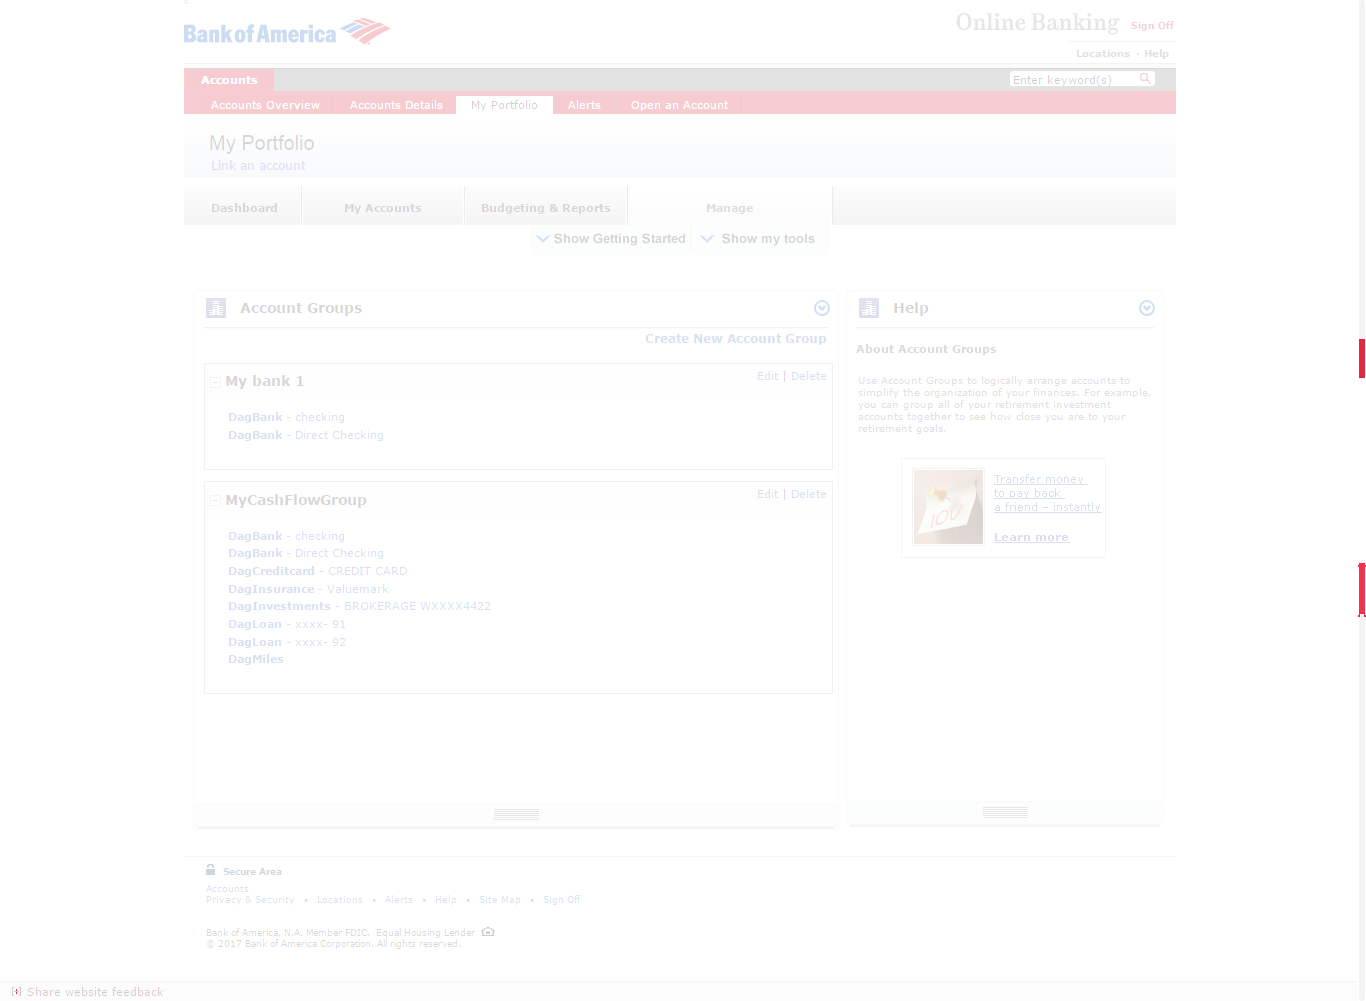 Bank of America
Online Banking
Sign Off
Locations · Help
Accounts
Enter keyword(s)
Accounts Overview
Accounts Details
My Portfolio
Alerts
Open an Account
My Portfolio
Link an account
Dashboard
My Accounts
Budgeting & Reports
Manage
Show Getting Started
Show my tools
Account Groups
Create New Account Group
My bank 1
Edit | Delete
DagBank - checking
DagBank - Direct Checking
MyCashFlowGroup
Edit | Delete
DagBank - checking
DagBank - Direct Checking
DagCreditcard - CREDIT CARD
DagInsurance - Valuemark
DagInvestments - BROKERAGE WXXXX4422
DagLoan - xxxx- 91
DagLoan - xxxx- 92
DagMiles
Help
About Account Groups
Use Account Groups to logically arrange accounts to
simplify the organization of your finances. For example,
you can group all of your retirement investment
accounts together to see how close you are to your
retirement goals.
IOU
Transfer money
to pay back
a friend – instantly
Learn more
Secure Area
Accounts
Privacy & Security • Locations • Alerts • Help • Site Map • Sign Off
Bank of America, N.A. Member FDIC. Equal Housing Lender
© 2017 Bank of America Corporation. All rights reserved.
[+] Share website feedback